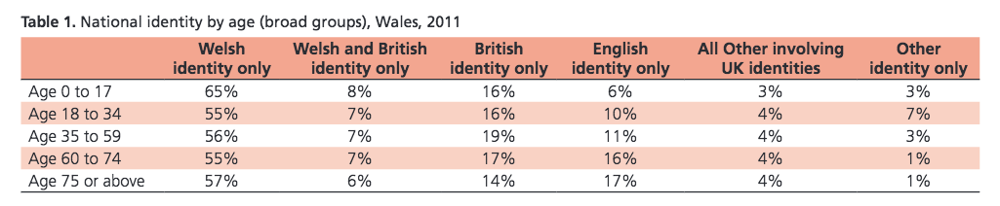 Table 1. National identity by age (broad groups), Wales, 2011
Welsh identity only Welsh and British identity only British identity only English identity only All Other involving UK identities Other identity only
Age 0 to 17 65% 8% 16% 6% 3% 3%
Age 18 to 34 55% 7% 16% 10% 4% 7%
Age 35 to 59 56% 7% 19% 11% 4% 3%
Age 60 to 74 55% 7% 17% 16% 4% 1%
Age 75 or above 57% 6% 14% 17% 4% 1%